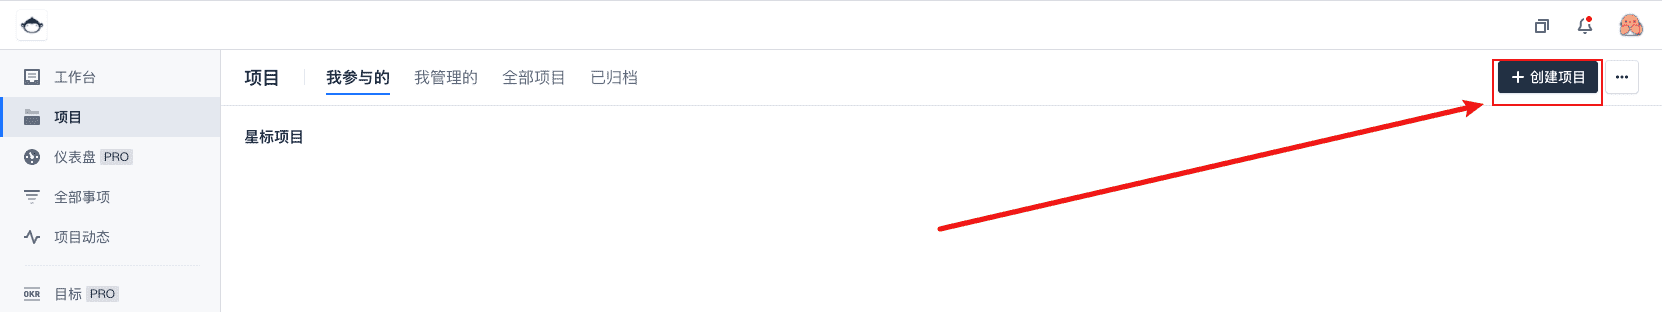 工作台
项目
仪表盘 PRO
全部事项
项目动态
OKR 目标 PRO
项目 我参与的 我管理的 全部项目 已归档 + 创建项目 ···
星标项目